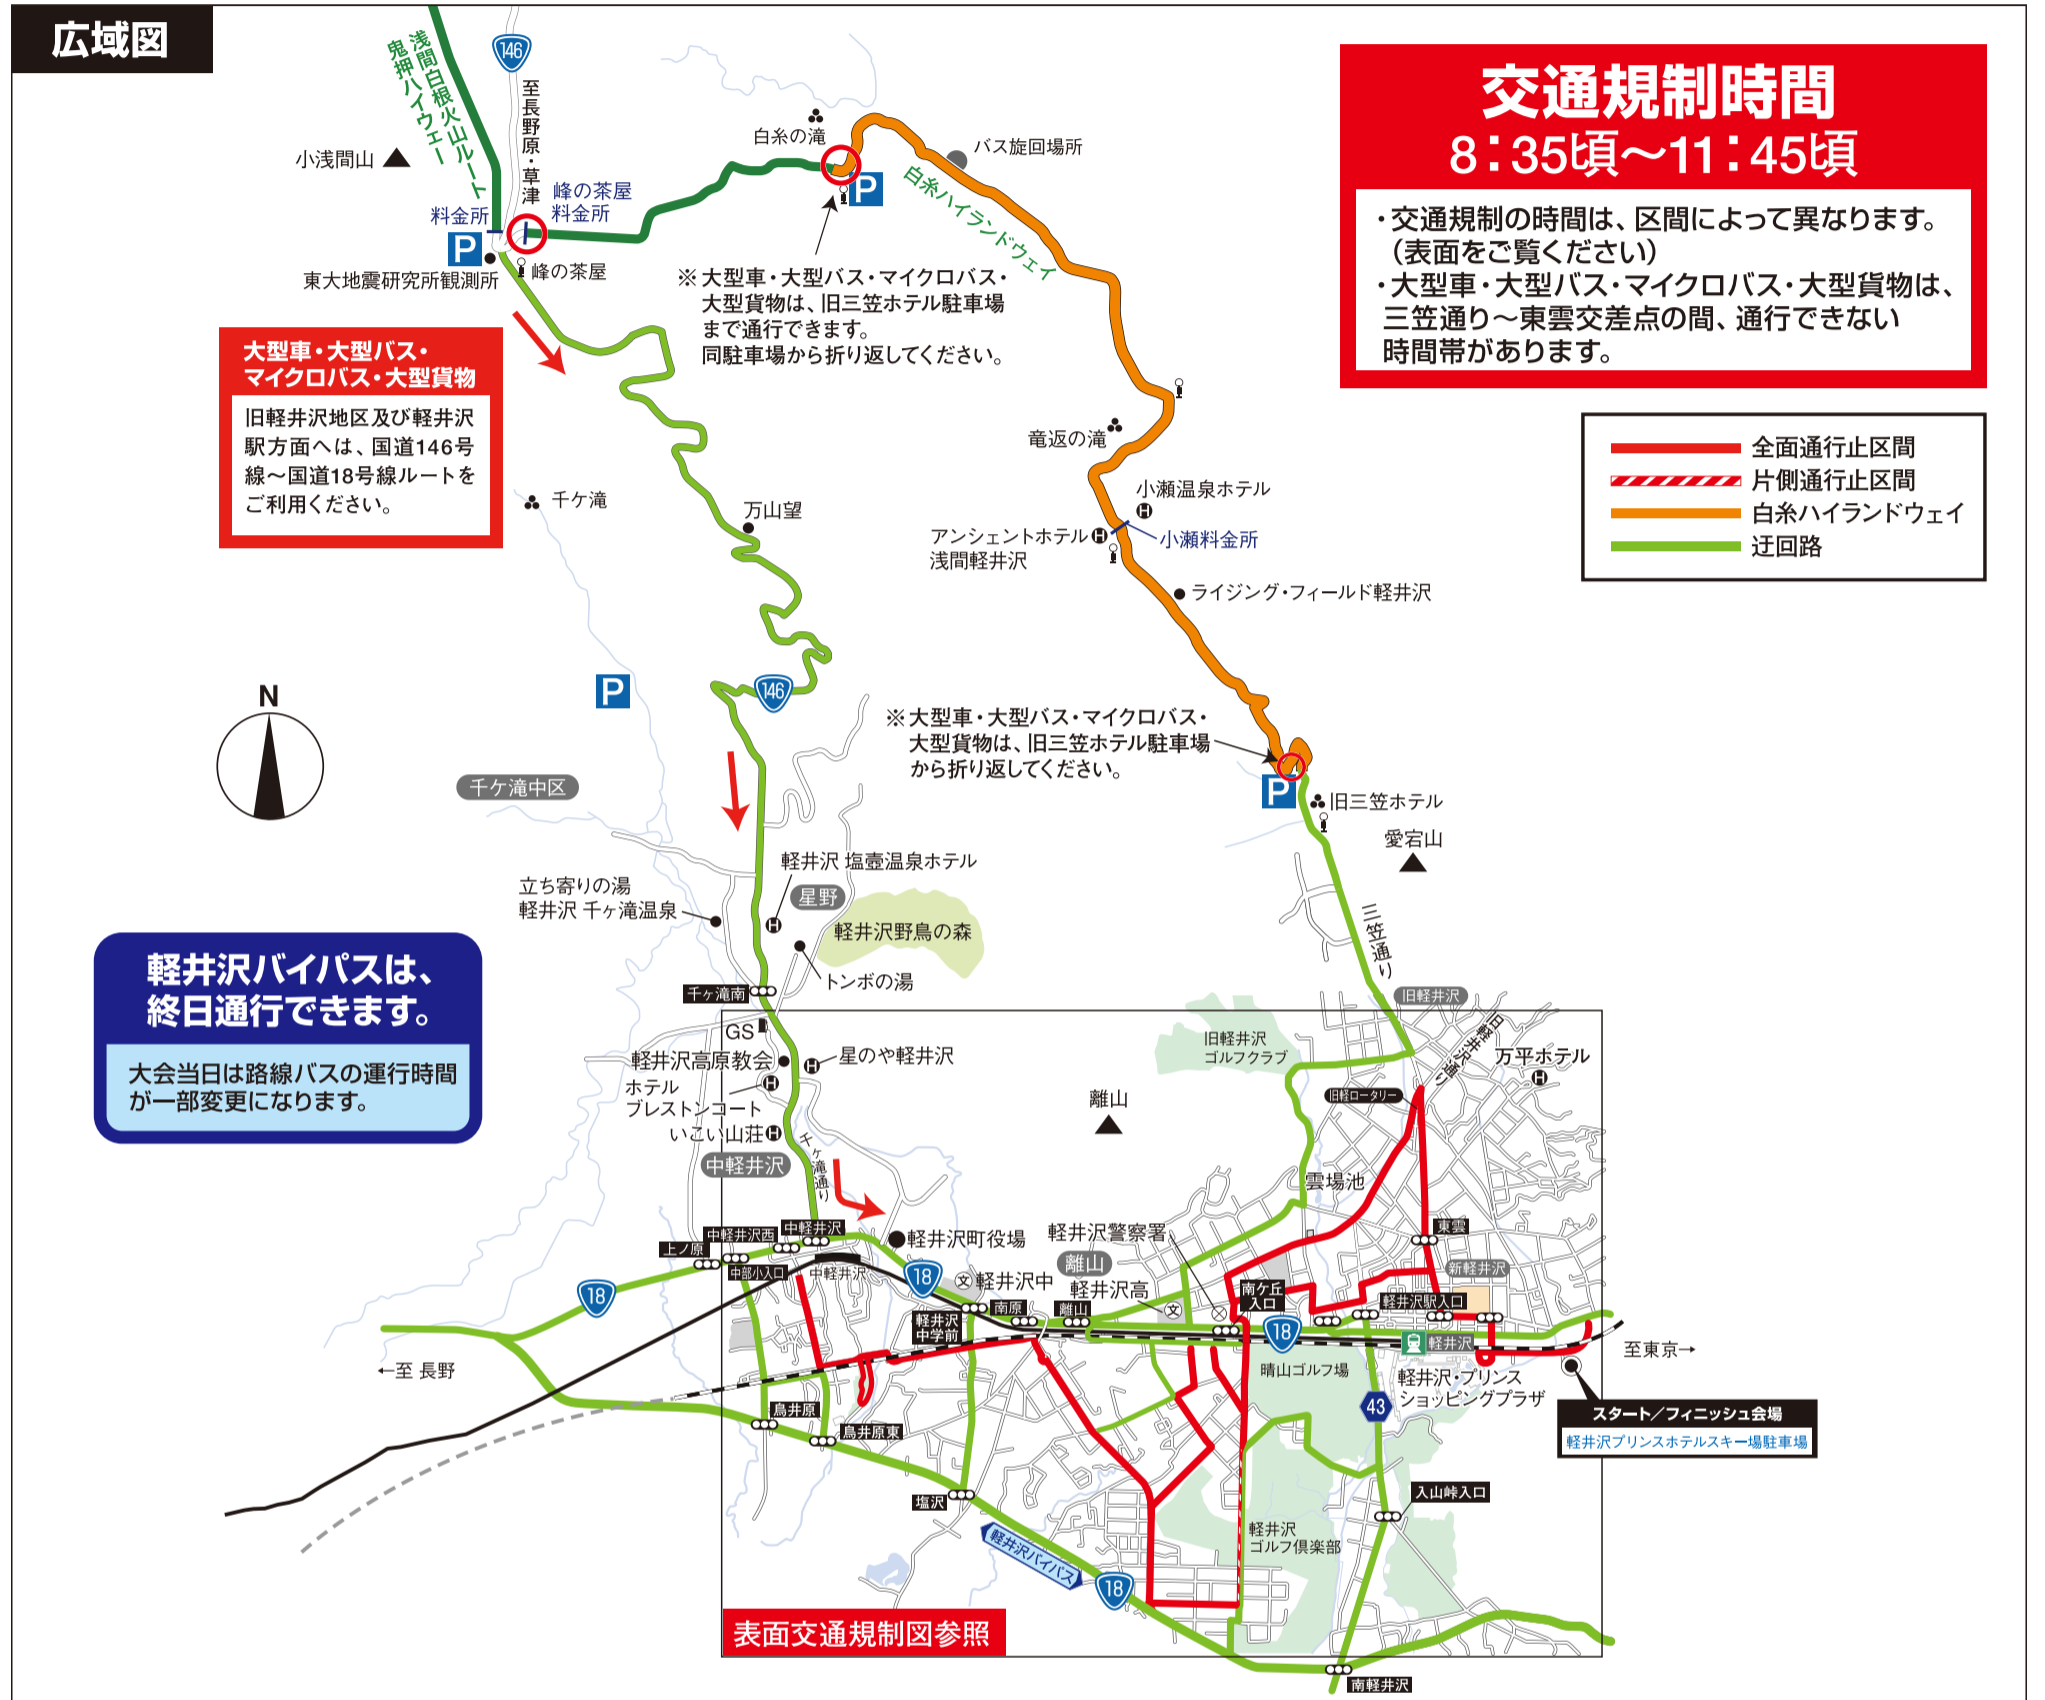 広域図
浅間白根火山ルート
鬼押ハイウェー
146
至長野原・草津
小浅間山
料金所
峰の茶屋
料金所
P
東大地震研究所観測所
峰の茶屋
白糸の滝
P
バス旋回場所
白糸ハイランドウェイ
※大型車・大型バス・マイクロバス・
大型貨物は、旧三笠ホテル駐車場
まで通行できます。
同駐車場から折り返してください。
交通規制時間
8：35頃～11：45頃
・交通規制の時間は、区間によって異なります。
（表面をご覧ください）
・大型車・大型バス・マイクロバス・大型貨物は、
三笠通り～東雲交差点の間、通行できない
時間帯があります。
全面通行止区間
片側通行止区間
白糸ハイランドウェイ
迂回路
大型車・大型バス・
マイクロバス・大型貨物
旧軽井沢地区及び軽井沢
駅方面へは、国道146号
線～国道18号線ルートを
ご利用ください。
千ケ滝
万山望
竜返の滝
小瀬温泉ホテル
H
アンシェントホテル
浅間軽井沢
H
小瀬料金所
ライジング・フィールド軽井沢
P
146
N
※大型車・大型バス・マイクロバス・
大型貨物は、旧三笠ホテル駐車場
から折り返してください。
P
旧三笠ホテル
愛宕山
三笠通り
千ケ滝中区
軽井沢 塩壺温泉ホテル
H
立ち寄りの湯
軽井沢 千ヶ滝温泉
星野
軽井沢野鳥の森
トンボの湯
千ヶ滝南
軽井沢バイパスは、
終日通行できます。
大会当日は路線バスの運行時間
が一部変更になります。
GS
軽井沢高原教会
H
星のや軽井沢
ホテル
ブレストンコート
H
いこい山荘
H
中軽井沢
千ヶ滝通り
旧軽井沢
旧軽井沢通り
旧軽井沢
ゴルフクラブ
万平ホテル
H
旧軽ロータリー
離山
雲場池
上ノ原
中軽井沢西
中軽井沢
中部小入口
中軽井沢
軽井沢町役場
18
18
文
軽井沢中
軽井沢
中学前
南原
離山
離山
軽井沢警察署
軽井沢高
文
南ケ丘
入口
18
東雲
新軽井沢
軽井沢駅入口
軽井沢
至東京→
←至 長野
晴山ゴルフ場
軽井沢・プリンス
ショッピングプラザ
43
スタート／フィニッシュ会場
軽井沢プリンスホテルスキー場駐車場
鳥井原
鳥井原東
塩沢
軽井沢バイパス
18
入山峠入口
軽井沢
ゴルフ倶楽部
表面交通規制図参照
南軽井沢